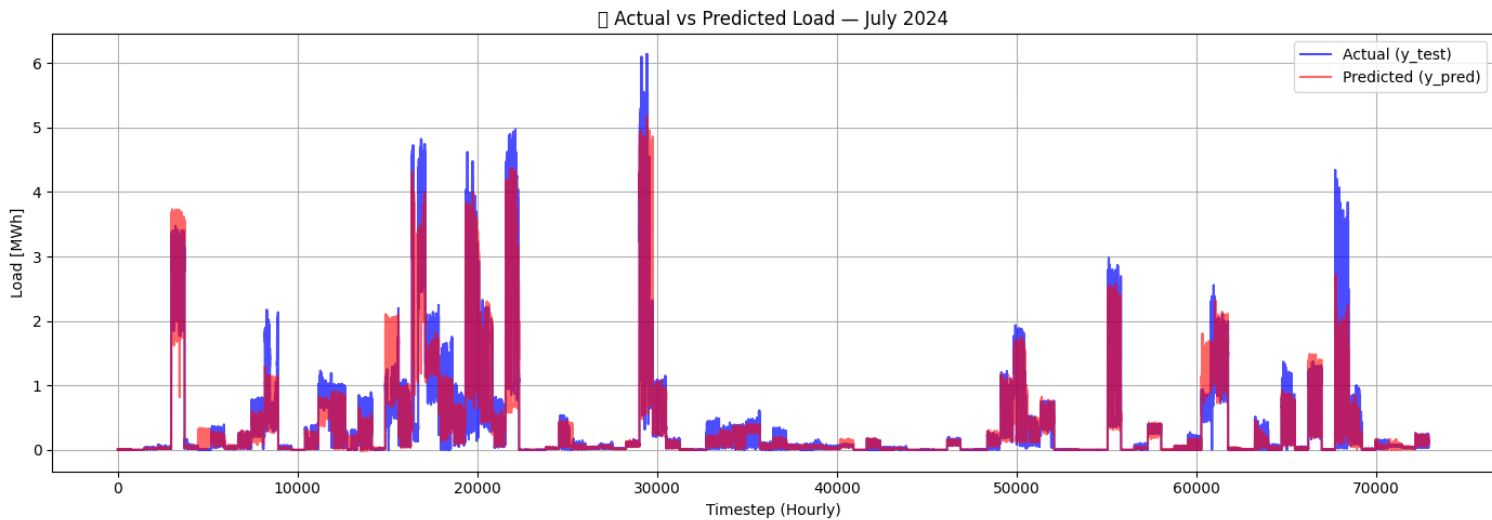 Actual vs Predicted Load — July 2024
Load [MWh]
6
5
4
3
2
1
0
Actual (y_test)
Predicted (y_pred)
0 10000 20000 30000 40000 50000 60000 70000
Timestep (Hourly)